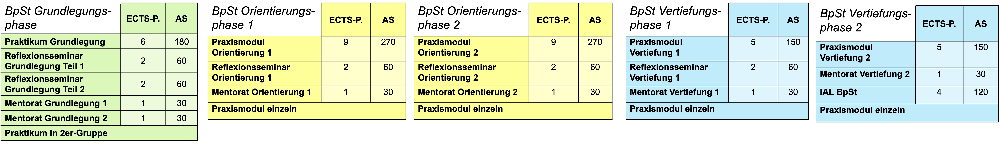 BpSt Grundlegungs-
phase
ECTS-P. AS
Praktikum Grundlegung 6 180
Reflexionsseminar
Grundlegung Teil 1 2 60
Reflexionsseminar
Grundlegung Teil 2 2 60
Mentorat Grundlegung 1 1 30
Mentorat Grundlegung 2 1 30
Praktikum in 2er-Gruppe
BpSt Orientierungs-
phase 1
ECTS-P. AS
Praxismodul 9 270
Orientierung 1
Reflexionsseminar 2 60
Orientierung 1
Mentorat Orientierung 1 1 30
Praxismodul einzeln
BpSt Orientierungs-
phase 2
ECTS-P. AS
Praxismodul 9 270
Orientierung 2
Reflexionsseminar 2 60
Orientierung 2
Mentorat Orientierung 2 1 30
Praxismodul einzeln
BpSt Vertiefungs-
phase 1
ECTS-P. AS
Praxismodul 5 150
Vertiefung 1
Reflexionsseminar 2 60
Vertiefung 1
Mentorat Vertiefung 1 1 30
Praxismodul einzeln
BpSt Vertiefungs-
phase 2
ECTS-P. AS
Praxismodul 5 150
Vertiefung 2
Mentorat Vertiefung 2 1 30
IAL BpSt 4 120
Praxismodul einzeln